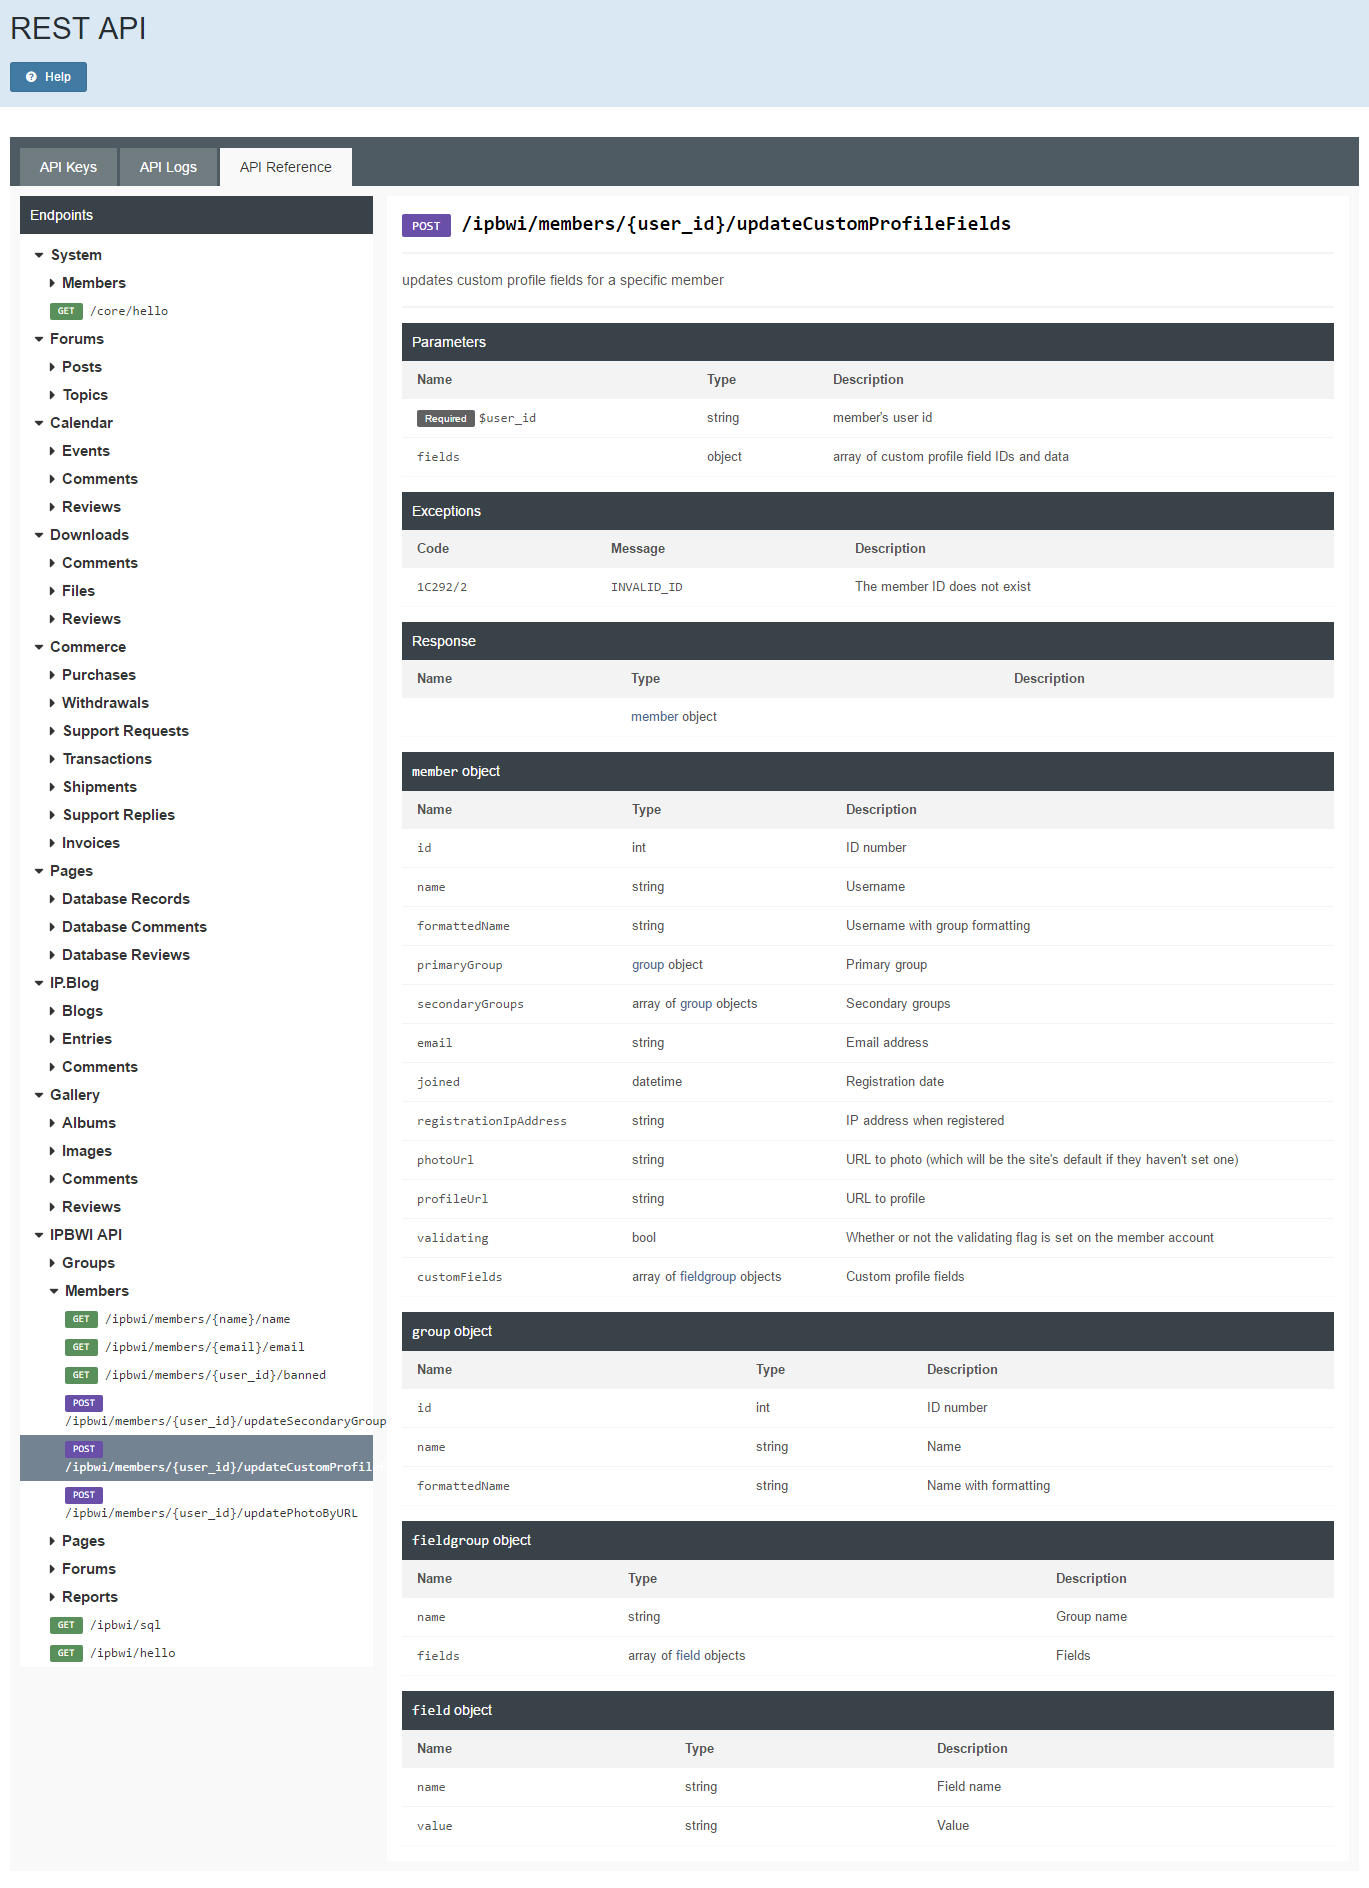 REST API
Help
API Keys
API Logs
API Reference
Endpoints
System
Members
GET /core/hello
Forums
Posts
Topics
Calendar
Events
Comments
Reviews
Downloads
Comments
Files
Reviews
Commerce
Purchases
Withdrawals
Support Requests
Transactions
Shipments
Support Replies
Invoices
Pages
Database Records
Database Comments
Database Reviews
IP.Blog
Blogs
Entries
Comments
Gallery
Albums
Images
Comments
Reviews
IPBWI API
Groups
Members
GET /ipbwi/members/{name}/name
GET /ipbwi/members/{email}/email
GET /ipbwi/members/{user_id}/banned
POST
/ipbwi/members/{user_id}/updateSecondaryGroup
POST
/ipbwi/members/{user_id}/updateCustomProfil
POST
/ipbwi/members/{user_id}/updatePhotoByURL
Pages
Forums
Reports
GET /ipbwi/sql
GET /ipbwi/hello
POST /ipbwi/members/{user_id}/updateCustomProfileFields
updates custom profile fields for a specific member
Parameters
Name Type Description
Required $user_id string member's user id
fields object array of custom profile field IDs and data
Exceptions
Code Message Description
1C292/2 INVALID_ID The member ID does not exist
Response
Name Type Description
member object
member object
Name Type Description
id int ID number
name string Username
formattedName string Username with group formatting
primaryGroup group object Primary group
secondaryGroups array of group objects Secondary groups
email string Email address
joined datetime Registration date
registrationIpAddress string IP address when registered
photoUrl string URL to photo (which will be the site's default if they haven't set one)
profileUrl string URL to profile
validating bool Whether or not the validating flag is set on the member account
customFields array of fieldgroup objects Custom profile fields
group object
Name Type Description
id int ID number
name string Name
formattedName string Name with formatting
fieldgroup object
Name Type Description
name string Group name
fields array of field objects Fields
field object
Name Type Description
name string Field name
value string Value